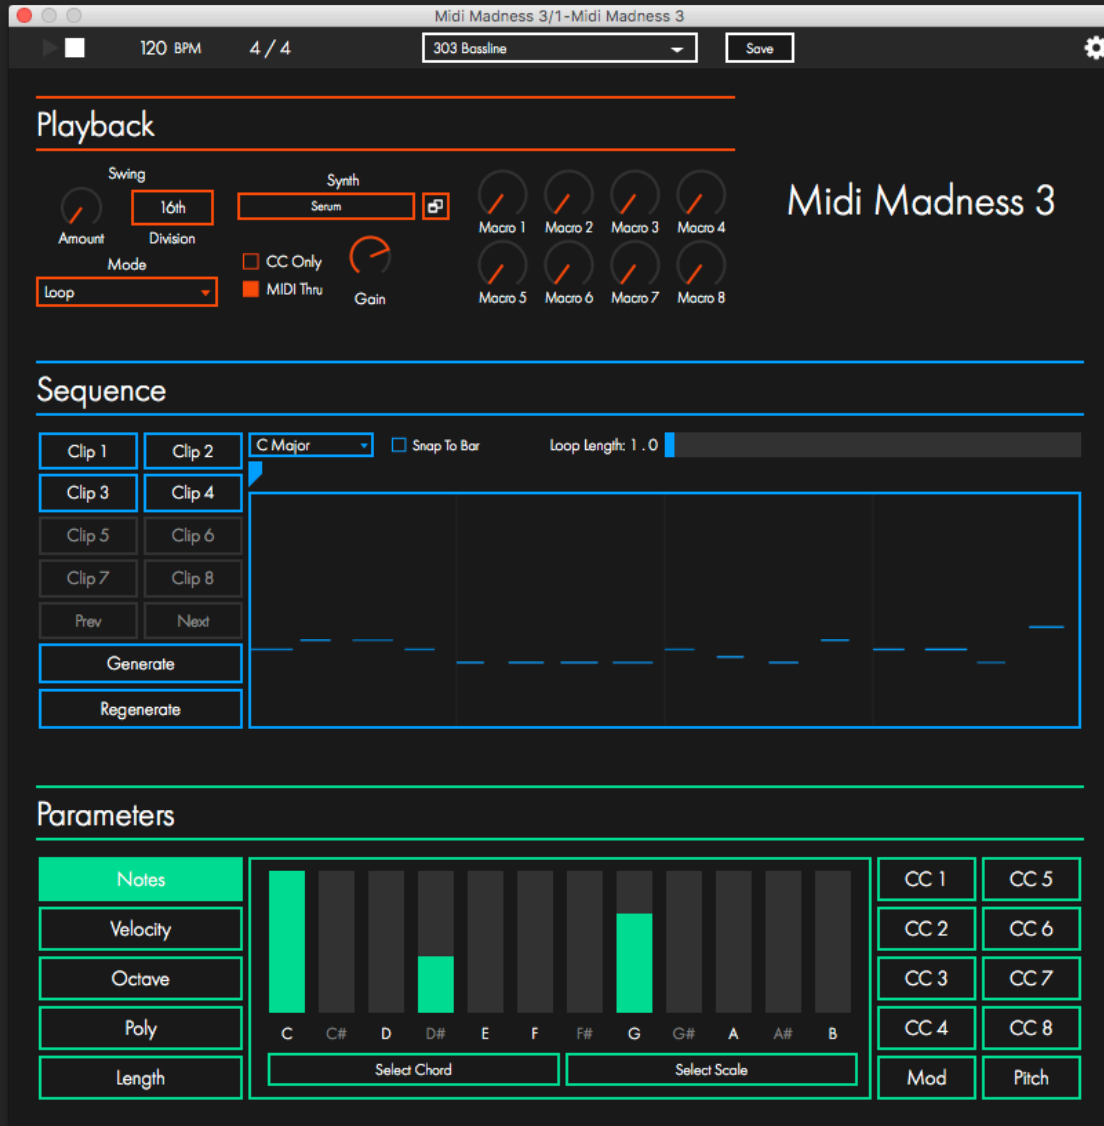 Midi Madness 3/1-Midi Madness 3
120 BPM 4 / 4 303 Bassline Save
Playback
Midi Madness 3
Swing Synth
16th Serum
Amount Division
Macro 1 Macro 2 Macro 3 Macro 4
Mode CC Only
Loop MIDI Thru Gain
Macro 5 Macro 6 Macro 7 Macro 8
Sequence
Clip 1 Clip 2 C Major Snap To Bar Loop Length: 1 . 0
Clip 3 Clip 4
Clip 5 Clip 6
Clip 7 Clip 8
Prev Next
Generate
Regenerate
Parameters
Notes CC 1 CC 5
Velocity CC 2 CC 6
Octave CC 3 CC 7
Poly C C# D D# E F F# G G# A A# B CC 4 CC 8
Length Select Chord Select Scale Mod Pitch